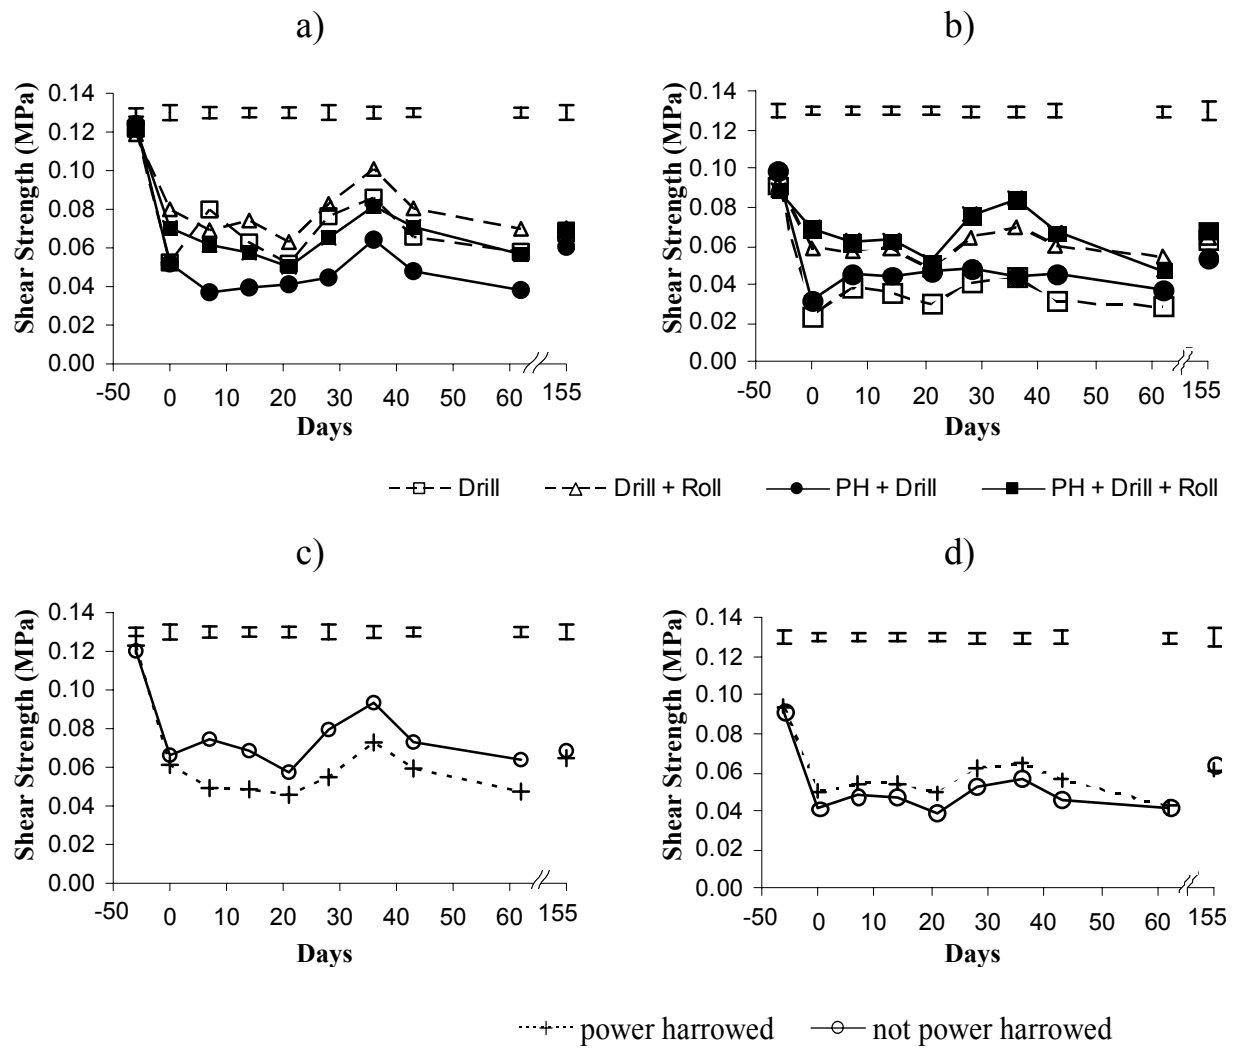 a)
Shear Strength (MPa)
0.14
0.12
0.10
0.08
0.06
0.04
0.02
0.00
-50 0 10 20 30 40 50 60 155
Days
b)
Shear Strength (MPa)
0.14
0.12
0.10
0.08
0.06
0.04
0.02
0.00
-50 0 10 20 30 40 50 60 155
Days
Drill Drill + Roll PH + Drill PH + Drill + Roll
c)
Shear Strength (MPa)
0.14
0.12
0.10
0.08
0.06
0.04
0.02
0.00
-50 0 10 20 30 40 50 60 155
Days
d)
Shear Strength (MPa)
0.14
0.12
0.10
0.08
0.06
0.04
0.02
0.00
-50 0 10 20 30 40 50 60 155
Days
power harrowed not power harrowed